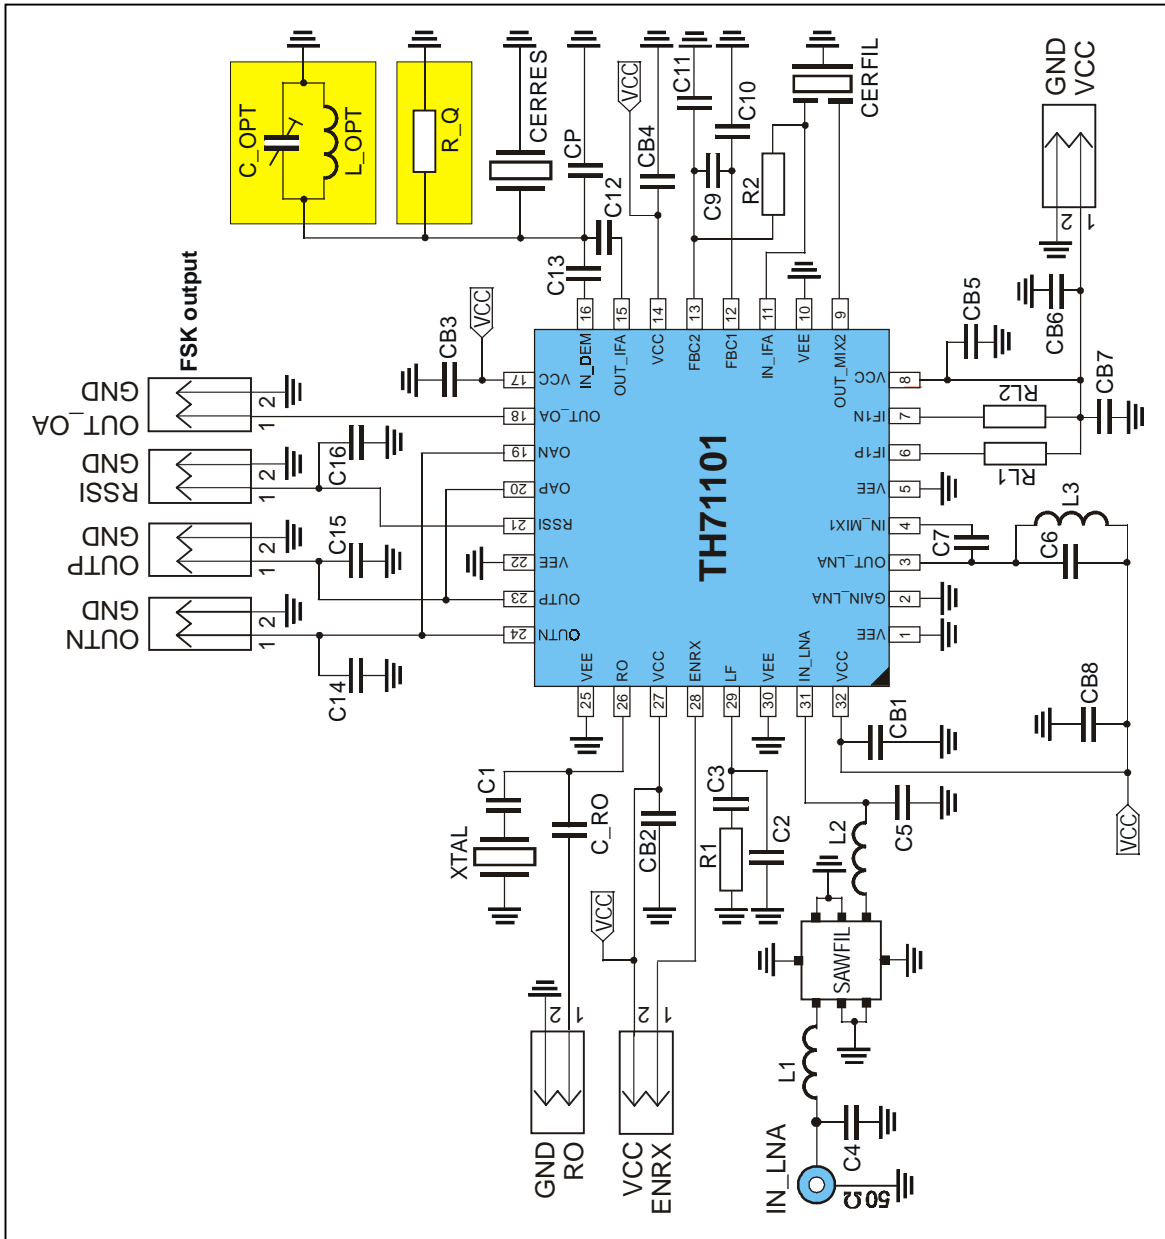 C_OPT
L_OPT
R_Q
CERRES
CP
C12
C13
VCC
CB4
C11
C10
C9
R2
CERFIL
GND
VCC
2
1
FSK output
GND
OUT_OA
2
1
GND
RSSI
2
1
GND
OUTP
2
1
GND
OUTN
2
1
CB3
VCC
C16
C15
C14
CB5
CB6
CB7
RL2
RL1
L3
C6
C7
CB8
VCC
TH71101
16
IN_DEM
15
OUT_IFA
14
VCC
13
FBC2
12
FBC1
11
IN_IFA
10
VEE
9
OUT_MIX2
17
VCC
18
OUT_OA
19
OAN
20
OAP
21
RSSI
22
VEE
23
OUTP
24
OUTN
8
VCC
7
IF1N
6
IF1P
5
VEE
4
IN_MIX1
3
OUT_LNA
2
GAIN_LNA
1
VEE
VEE
25
RO
26
VCC
27
ENRX
28
LF
29
VEE
30
IN_LNA
31
VCC
32
C1
XTAL
C_RO
CB2
VCC
R1
C3
C2
CB1
C5
L2
SAWFIL
L1
C4
IN_LNA
50Ω
2
1
GND
RO
2
1
VCC
ENRX